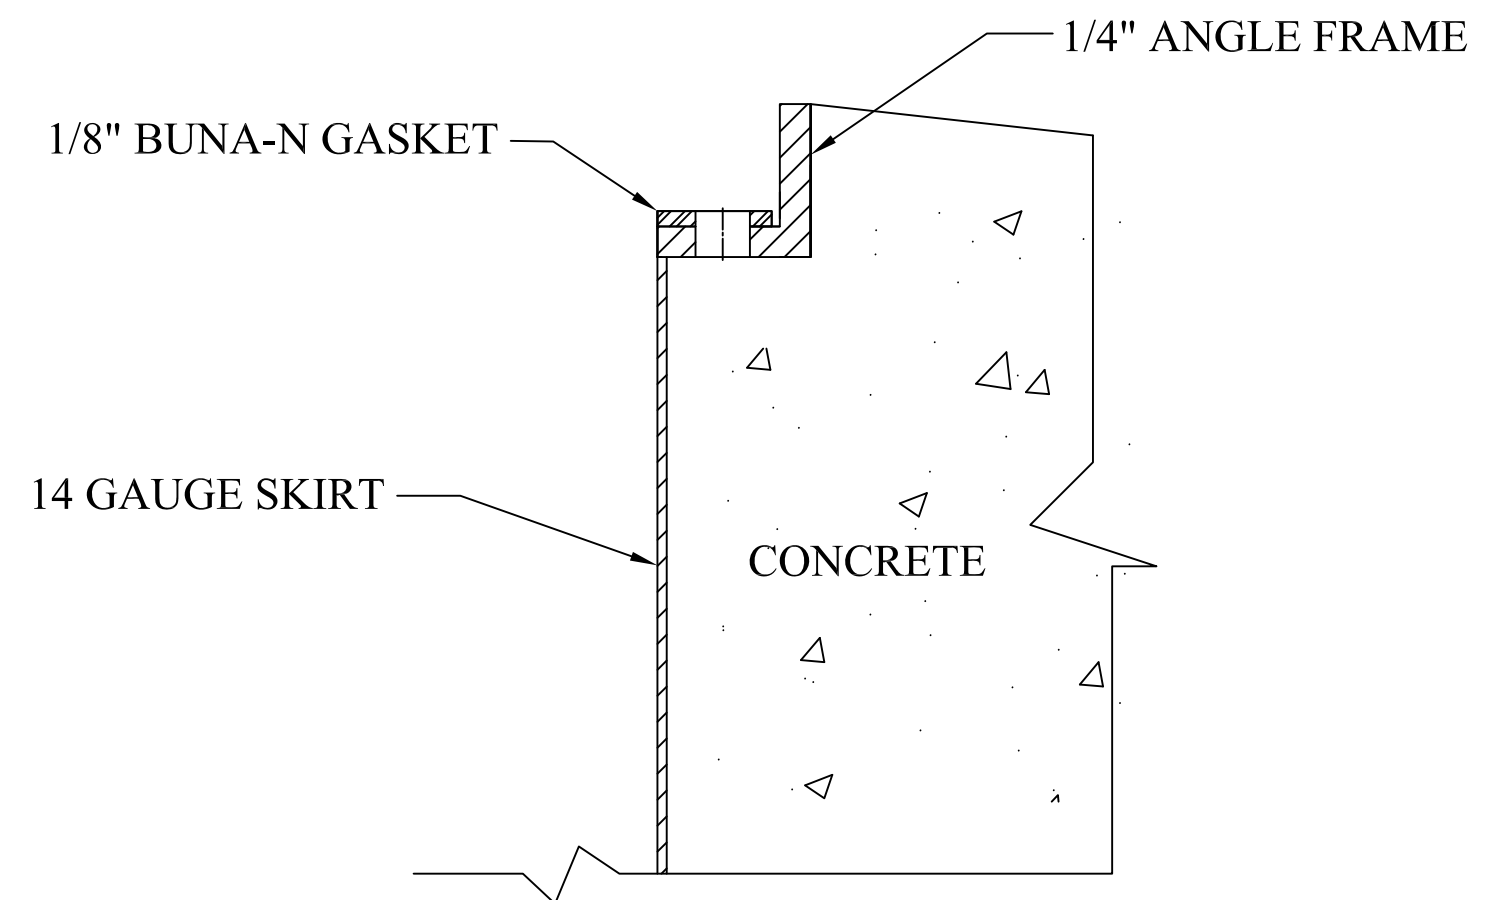 1/4" ANGLE FRAME
1/8" BUNA-N GASKET
14 GAUGE SKIRT
CONCRETE